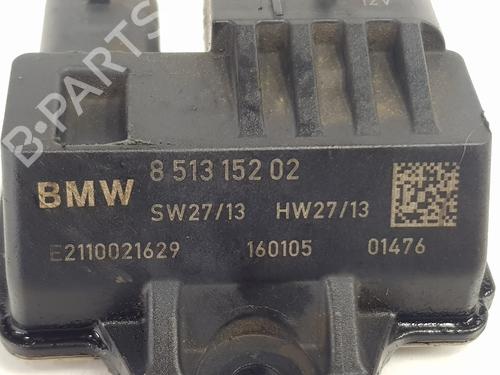 12V
B-PARTS
BMW 8 513 152 02
SW27/13 HW27/13
E2110021629 160105 01476